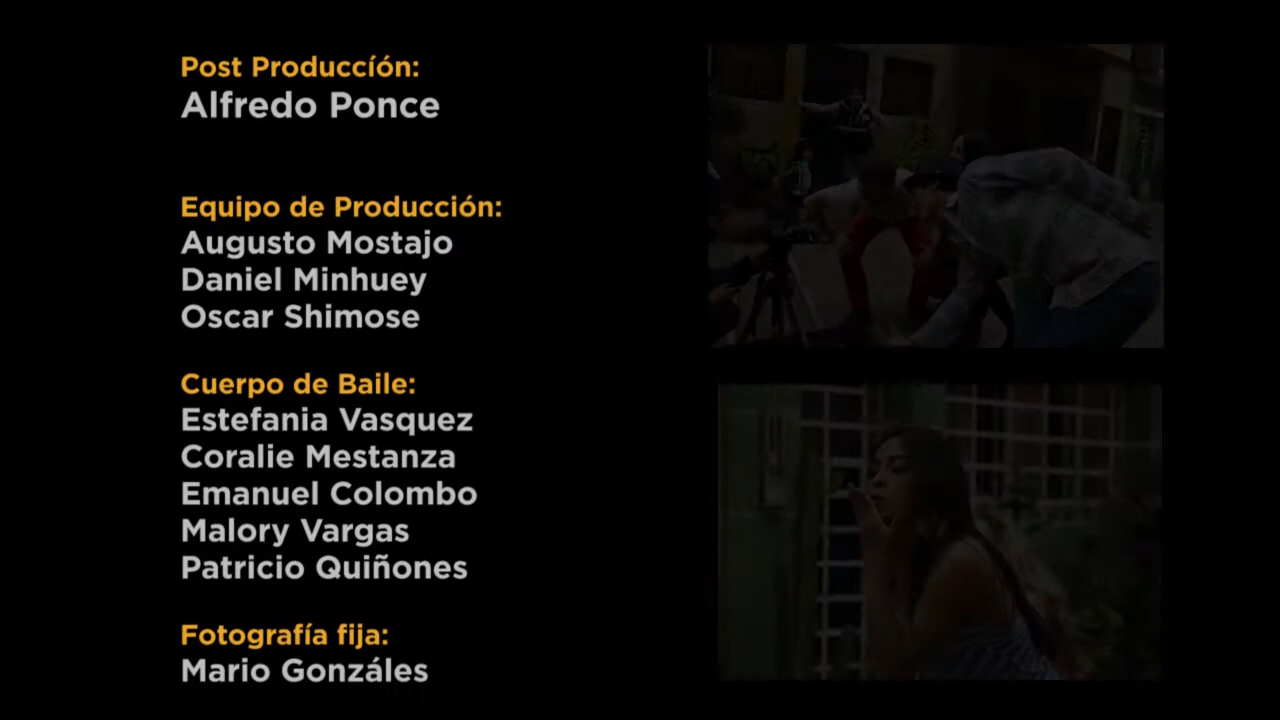 Post Produccíón:
Alfredo Ponce
Equipo de Producción:
Augusto Mostajo
Daniel Minhuey
Oscar Shimose
Cuerpo de Baile:
Estefania Vasquez
Coralie Mestanza
Emanuel Colombo
Malory Vargas
Patricio Quiñones
Fotografía fija:
Mario Gonzáles